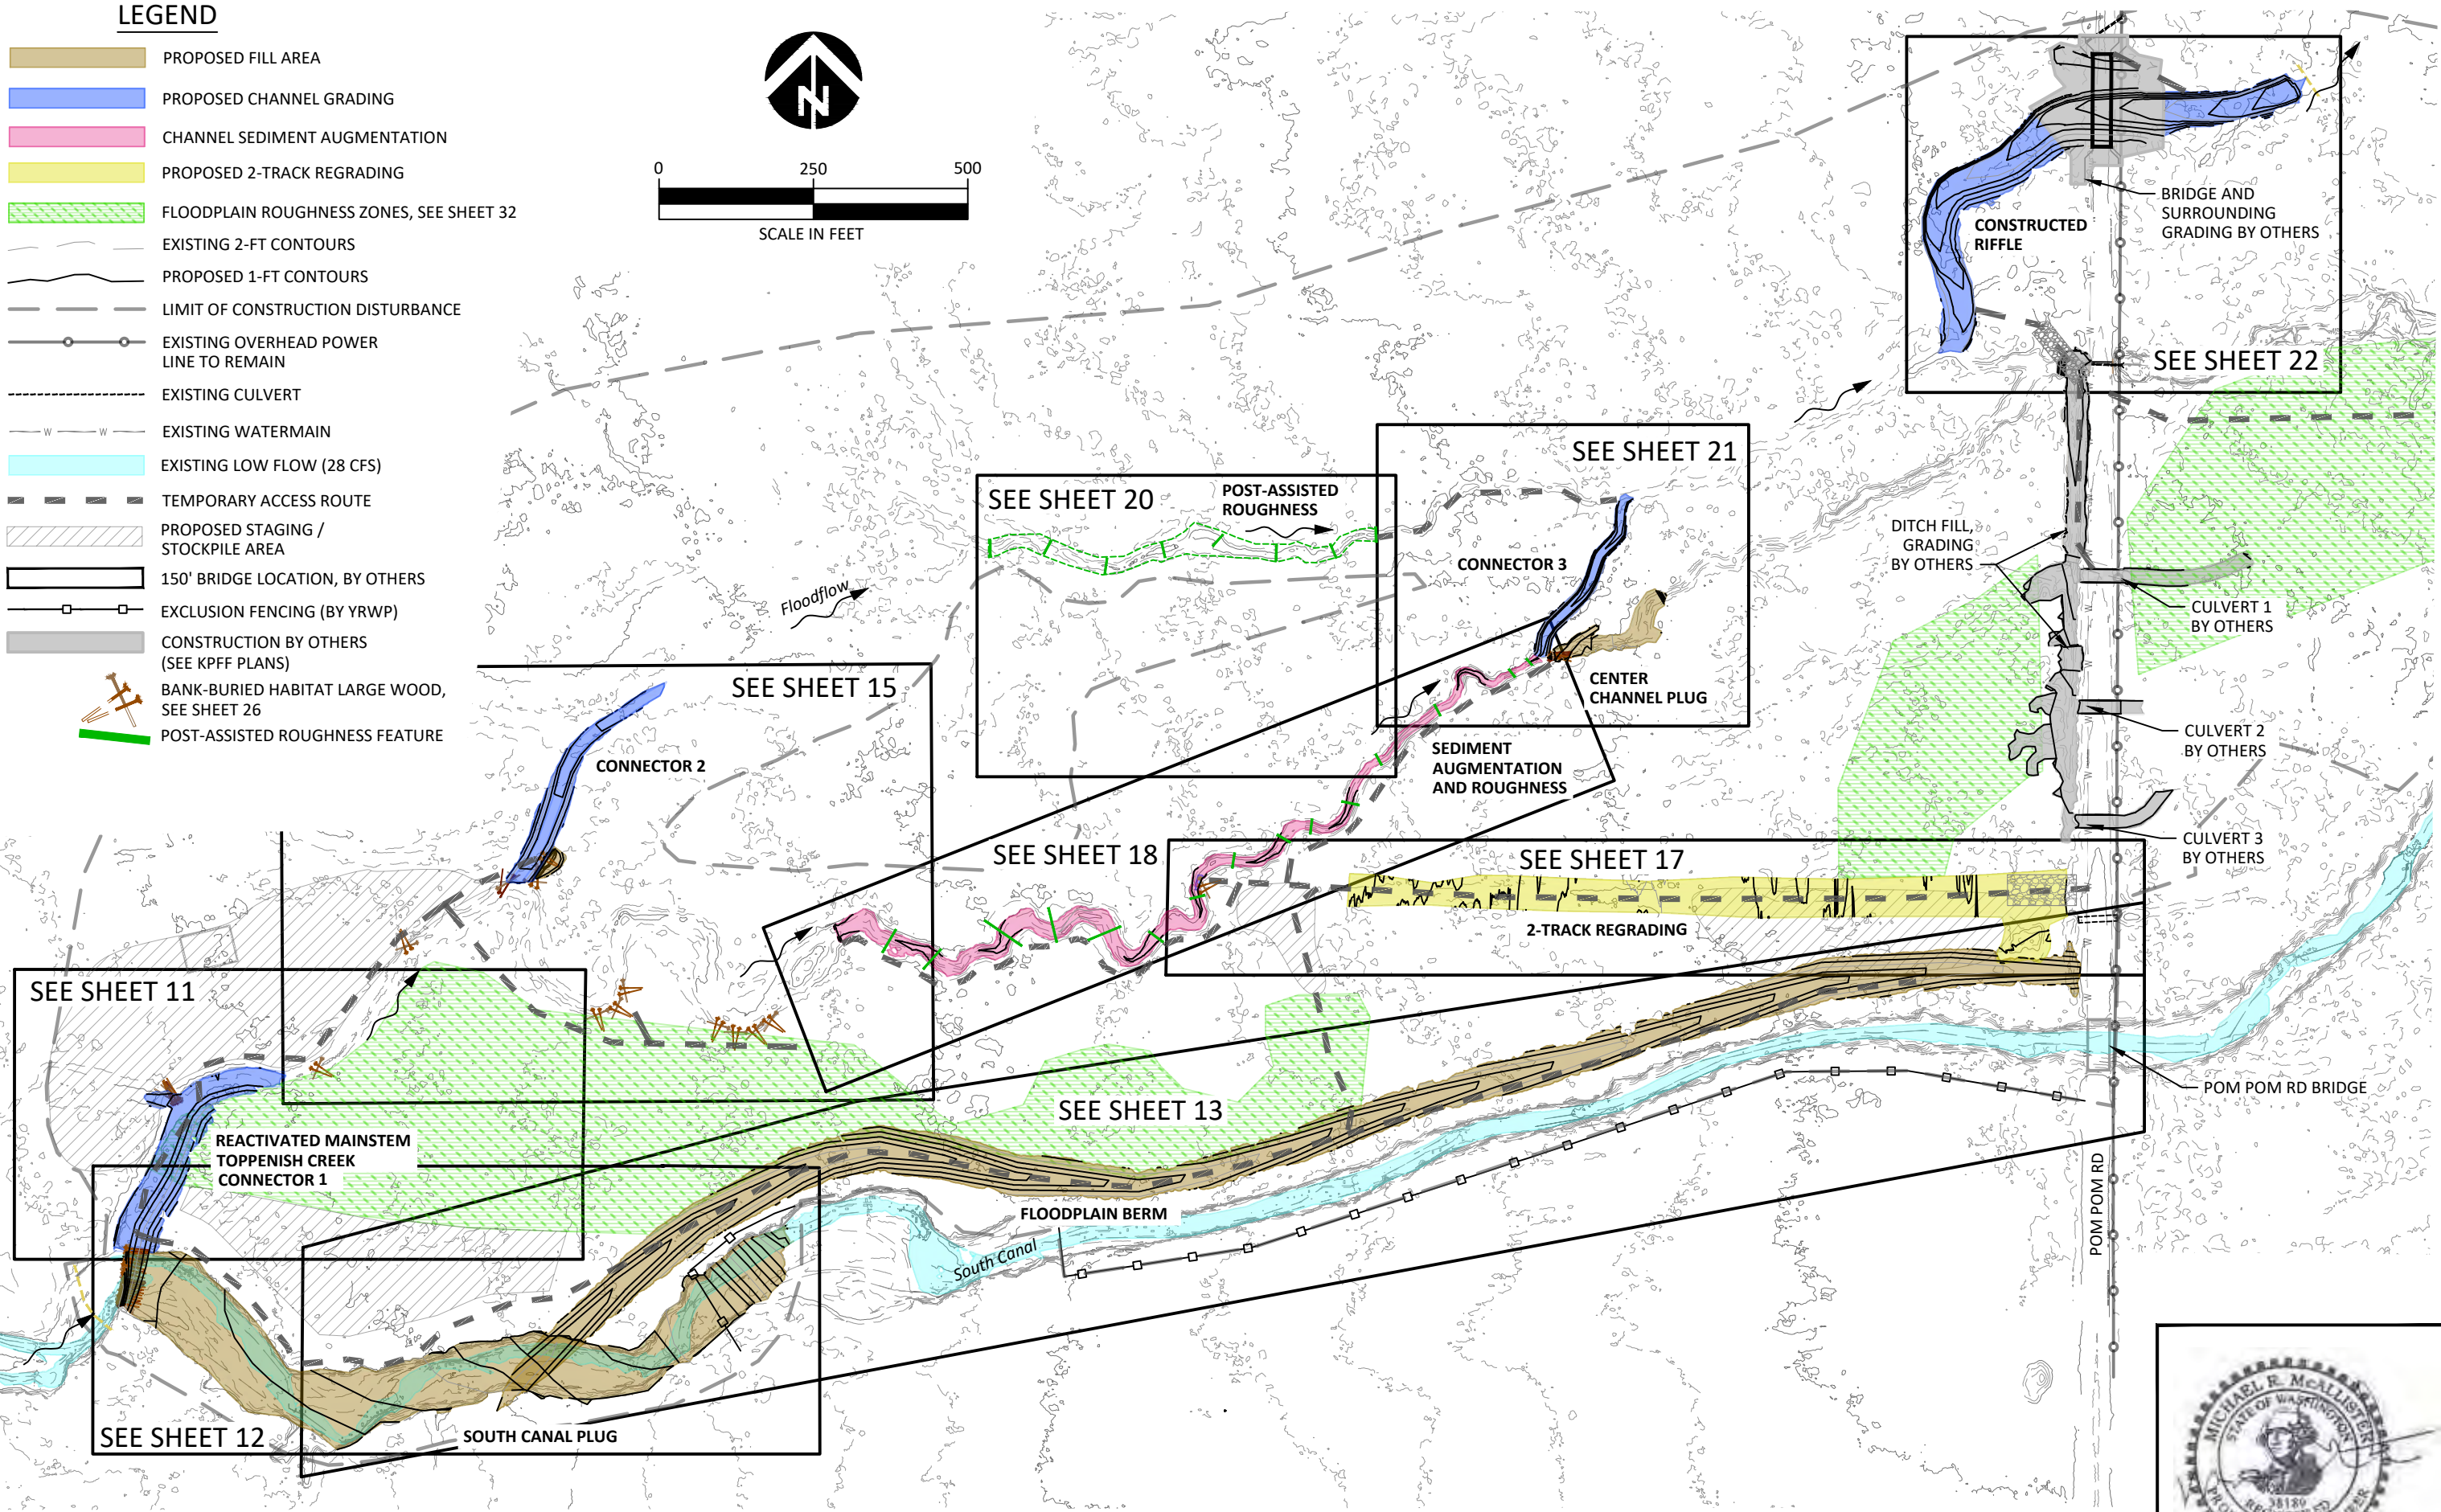 LEGEND
PROPOSED FILL AREA
PROPOSED CHANNEL GRADING
CHANNEL SEDIMENT AUGMENTATION
PROPOSED 2-TRACK REGRADING
FLOODPLAIN ROUGHNESS ZONES, SEE SHEET 32
EXISTING 2-FT CONTOURS
PROPOSED 1-FT CONTOURS
LIMIT OF CONSTRUCTION DISTURBANCE
EXISTING OVERHEAD POWER
LINE TO REMAIN
EXISTING CULVERT
W W
EXISTING WATERMAIN
EXISTING LOW FLOW (28 CFS)
TEMPORARY ACCESS ROUTE
PROPOSED STAGING /
STOCKPILE AREA
150' BRIDGE LOCATION, BY OTHERS
EXCLUSION FENCING (BY YRWP)
CONSTRUCTION BY OTHERS
(SEE KPFF PLANS)
BANK-BURIED HABITAT LARGE WOOD,
SEE SHEET 26
POST-ASSISTED ROUGHNESS FEATURE
N
0 250 500
SCALE IN FEET
BRIDGE AND
SURROUNDING
GRADING BY OTHERS
CONSTRUCTED
RIFFLE
SEE SHEET 22
SEE SHEET 21
SEE SHEET 20
POST-ASSISTED
ROUGHNESS
CONNECTOR 3
DITCH FILL,
GRADING
BY OTHERS
Floodflow
CULVERT 1
BY OTHERS
CENTER
CHANNEL PLUG
SEE SHEET 15
CONNECTOR 2
SEDIMENT
AUGMENTATION
AND ROUGHNESS
CULVERT 2
BY OTHERS
CULVERT 3
BY OTHERS
SEE SHEET 18
SEE SHEET 17
2-TRACK REGRADING
SEE SHEET 11
SEE SHEET 13
POM POM RD BRIDGE
REACTIVATED MAINSTEM
TOPPENISH CREEK
CONNECTOR 1
FLOODPLAIN BERM
South Canal
POM POM RD
SEE SHEET 12
SOUTH CANAL PLUG
MICHAEL R. McALLISTER
STATE OF WASHINGTON